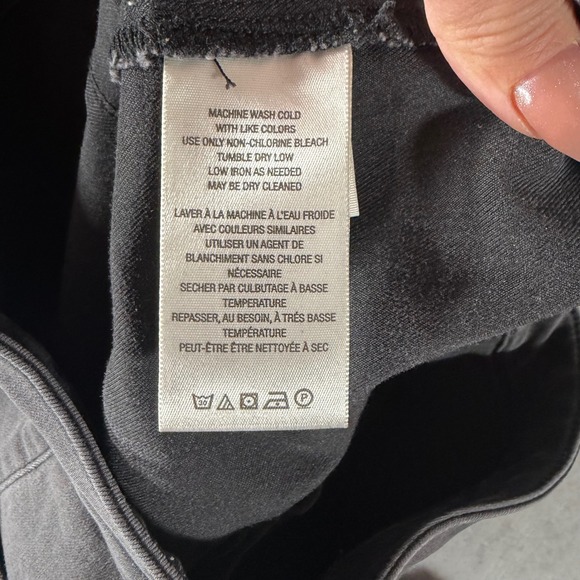 MACHINE WASH COLD
WITH LIKE COLORS
USE ONLY NON-CHLORINE BLEACH
TUMBLE DRY LOW
LOW IRON AS NEEDED
MAY BE DRY CLEANED
LAVER À LA MACHINE À L'EAU FROIDE
AVEC COULEURS SIMILAIRES
UTILISER UN AGENT DE
BLANCHIMENT SANS CHLORE SI
NÉCESSAIRE
SECHER PAR CULBUTAGE À BASSE
TEMPERATURE
REPASSER, AU BESOIN, À TRÉS BASSE
TEMPÉRATURE
PEUT-ÊTRE ÊTRE NETTOYÉE À SEC
30 P